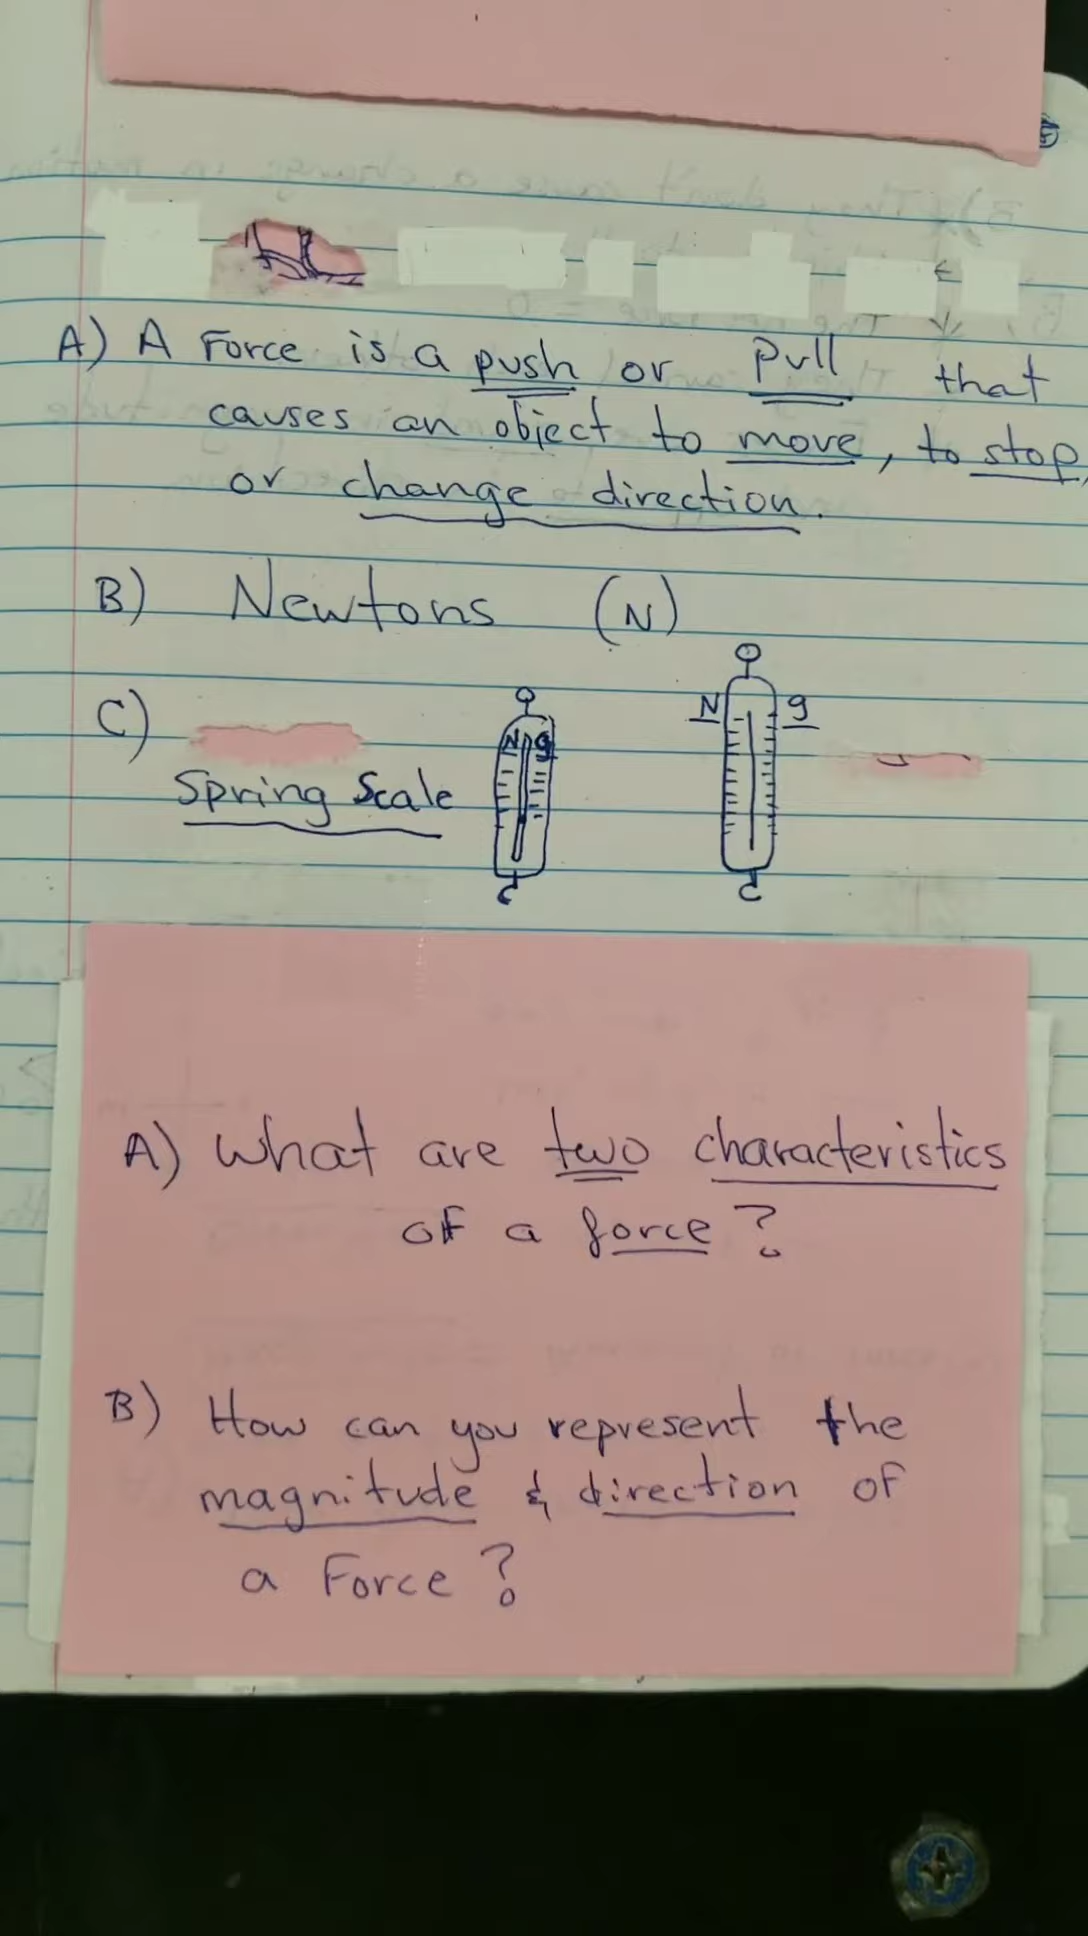 A) A Force is a push or pull that
causes an object to move, to stop,
or change direction.
B) Newtons (N)
C)
N g
N g
Spring Scale
A) What are two characteristics
of a force?
B) How can you represent the
magnitude & direction of
a Force?